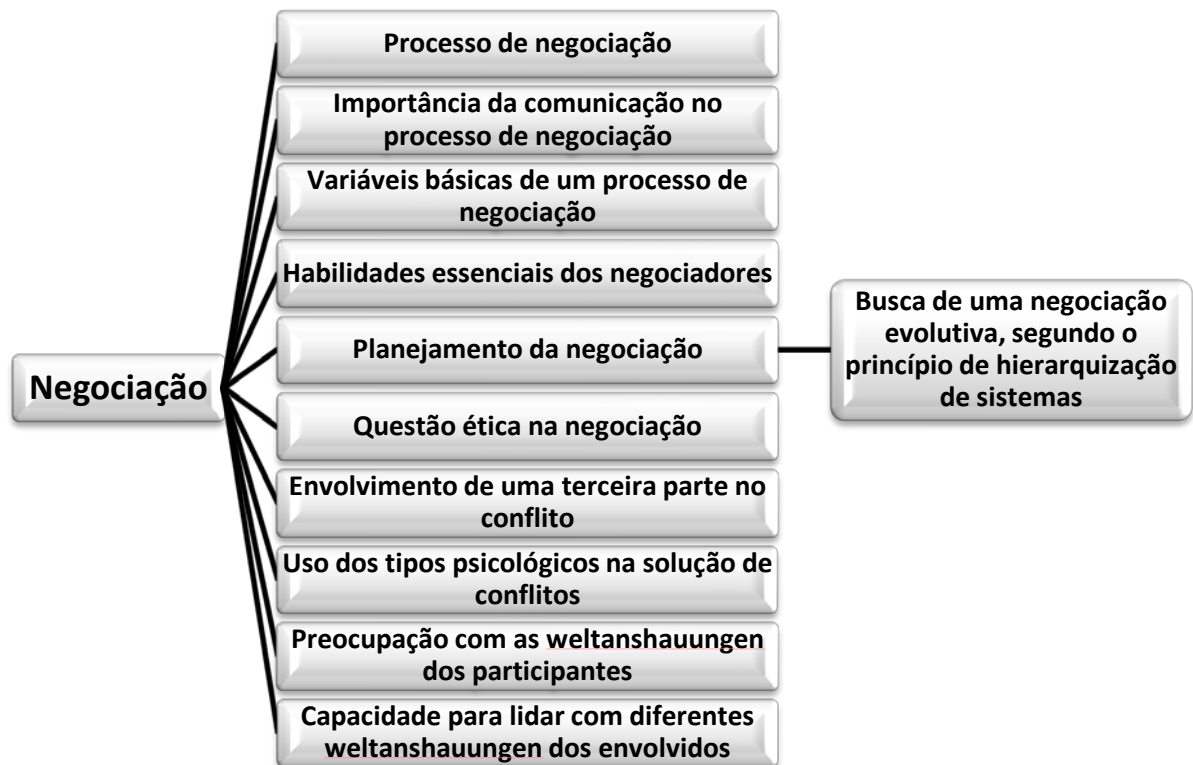 Processo de negociação
Importância da comunicação no
processo de negociação
Variáveis básicas de um processo de
negociação
Habilidades essenciais dos negociadores
Planejamento da negociação
Questão ética na negociação
Envolvimento de uma terceira parte no
conflito
Uso dos tipos psicológicos na solução de
conflitos
Preocupação com as weltanshauungen
dos participantes
Capacidade para lidar com diferentes
weltanshauungen dos envolvidos
Negociação
Busca de uma negociação
evolutiva, segundo o
princípio de hierarquização
de sistemas